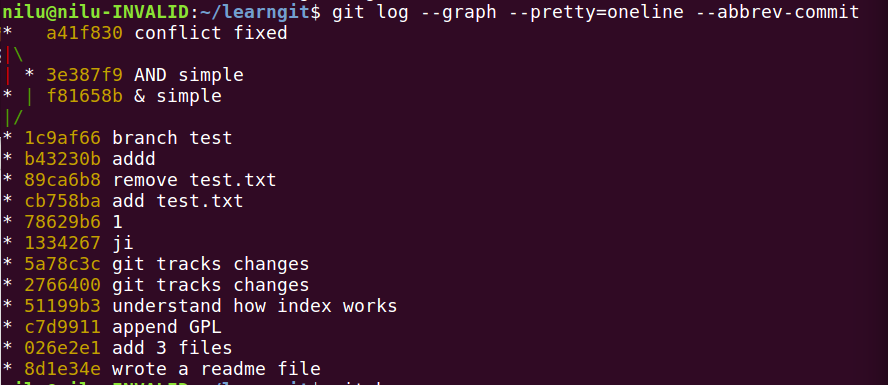 nilu@nilu-INVALID:~/learngit$ git log --graph --pretty=oneline --abbrev-commit
*   a41f830 conflict fixed
|\
| * 3e387f9 AND simple
* | f81658b & simple
|/
* 1c9af66 branch test
* b43230b addd
* 89ca6b8 remove test.txt
* cb758ba add test.txt
* 78629b6 1
* 1334267 ji
* 5a78c3c git tracks changes
* 2766400 git tracks changes
* 51199b3 understand how index works
* c7d9911 append GPL
* 026e2e1 add 3 files
* 8d1e34e wrote a readme file